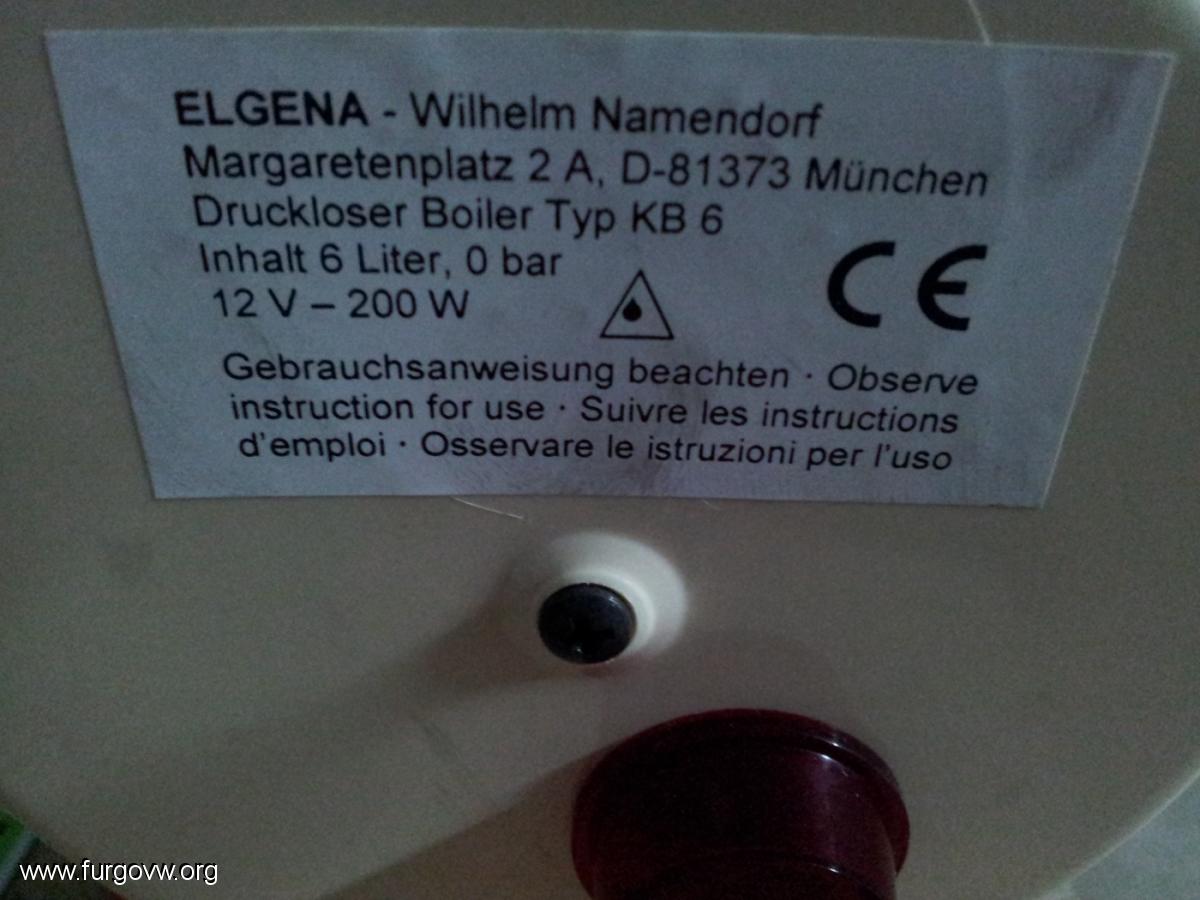 ELGENA - Wilhelm Namendorf
Margaretenplatz 2 A, D-81373 München
Druckloser Boiler Typ KB 6
Inhalt 6 Liter, 0 bar
12 V – 200 W
CE
Gebrauchsanweisung beachten · Observe
instruction for use · Suivre les instructions
d'emploi · Osservare le istruzioni per l'uso
www.furgovw.org